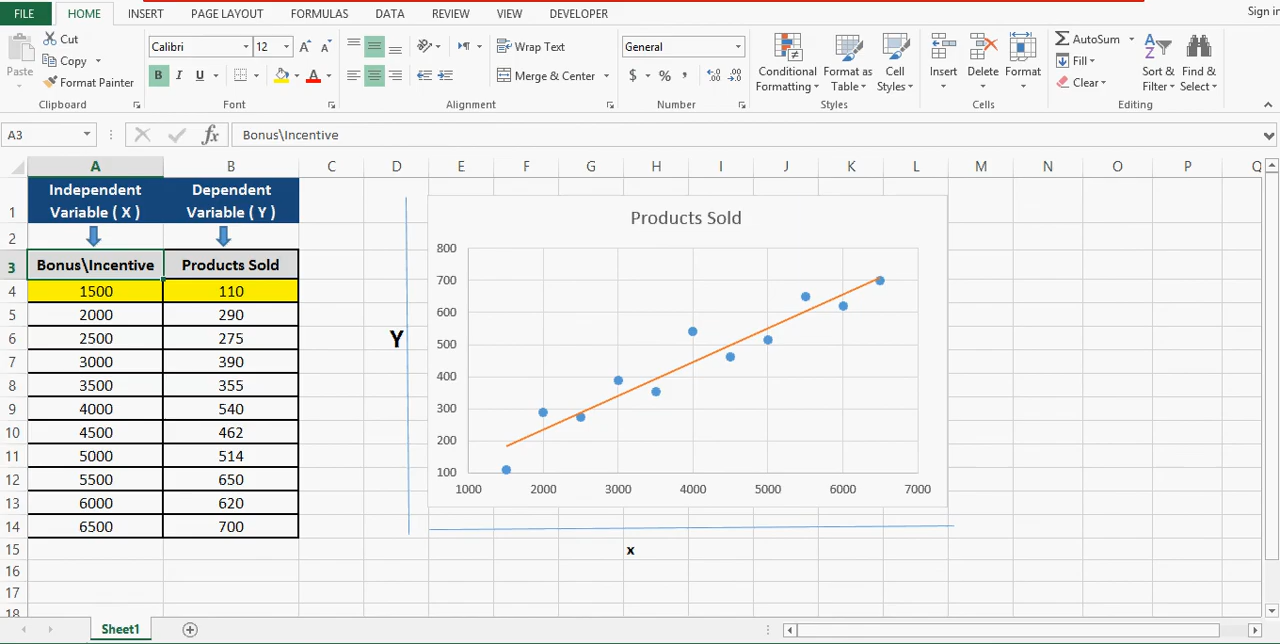 FILE HOME INSERT PAGE LAYOUT FORMULAS DATA REVIEW VIEW DEVELOPER Sign in
Cut
Copy
Format Painter
Paste
Clipboard
Calibri 12
B I U
Font
Wrap Text
Merge & Center
Alignment
General
$ % ,
Number
Conditional Formatting
Format as Table
Cell Styles
Styles
Insert Delete Format
Cells
AutoSum
Fill
Clear
Sort & Filter
Find & Select
Editing
A3 fx Bonus\Incentive
A B C D E F G H I J K L M N O P Q
1 Independent Variable ( X ) Dependent Variable ( Y )
2
3 Bonus\Incentive Products Sold
4 1500 110
5 2000 290
6 2500 275
7 3000 390
8 3500 355
9 4000 540
10 4500 462
11 5000 514
12 5500 650
13 6000 620
14 6500 700
15
16
17
18
Products Sold
800
700
600
500
400
300
200
100
1000 2000 3000 4000 5000 6000 7000
Y
x
Sheet1